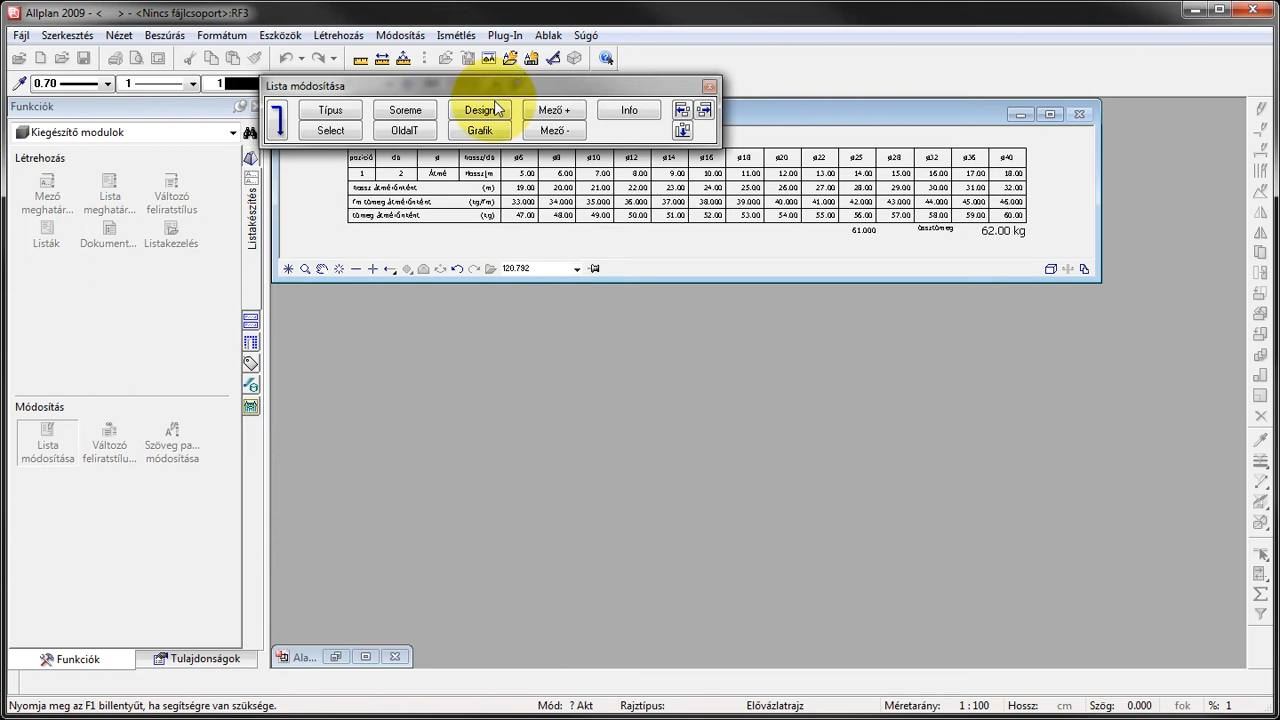 Allplan 2009 - < > - <Nincs fájlcsoport>:RF3
Fájl Szerkesztés Nézet Beszúrás Formátum Eszközök Létrehozás Módosítás Ismétlés Plug-In Ablak Súgó
0.70 1 1
Lista módosítása
Típus Soreme Design Mező + Info
Select OldalT Grafik Mező -
Funkciók
Kiegészítő modulok
Létrehozás
Mező meghatár... Lista meghatár... Változó feliratstílus
Listák Dokument... Listakezelés
Listakészítés
Módosítás
Lista módosítása Változó feliratstílu... Szöveg pa... módosítása
ø6 ø8 ø10 ø12 ø14 ø16 ø18 ø20 ø22 ø25 ø28 ø32 ø36 ø40
1 2 Átmé Hossz[m 5.00 6.00 7.00 8.00 9.00 10.00 11.00 12.00 13.00 14.00 15.00 16.00 17.00 18.00
hossz átmérőnként (m) 19.00 20.00 21.00 22.00 23.00 24.00 25.00 26.00 27.00 28.00 29.00 30.00 31.00 32.00
fm tömeg átmérőnként (kg/fm) 33.000 34.000 35.000 36.000 37.000 38.000 39.000 40.000 41.000 42.000 43.000 44.000 45.000 46.000
tömeg átmérőnként (kg) 47.00 48.00 49.00 50.00 51.00 52.00 53.00 54.00 55.00 56.00 57.00 58.00 59.00 60.00
61.000 össztömeg 62.00 kg
120.792
Ala...
Funkciók Tulajdonságok
Nyomja meg az F1 billentyűt, ha segítségre van szüksége. Mód: ? Akt Rajztípus: Elővázlatrajz Méretarány: 1 : 100 Hossz: cm Szög: 0.000 fok %: 1